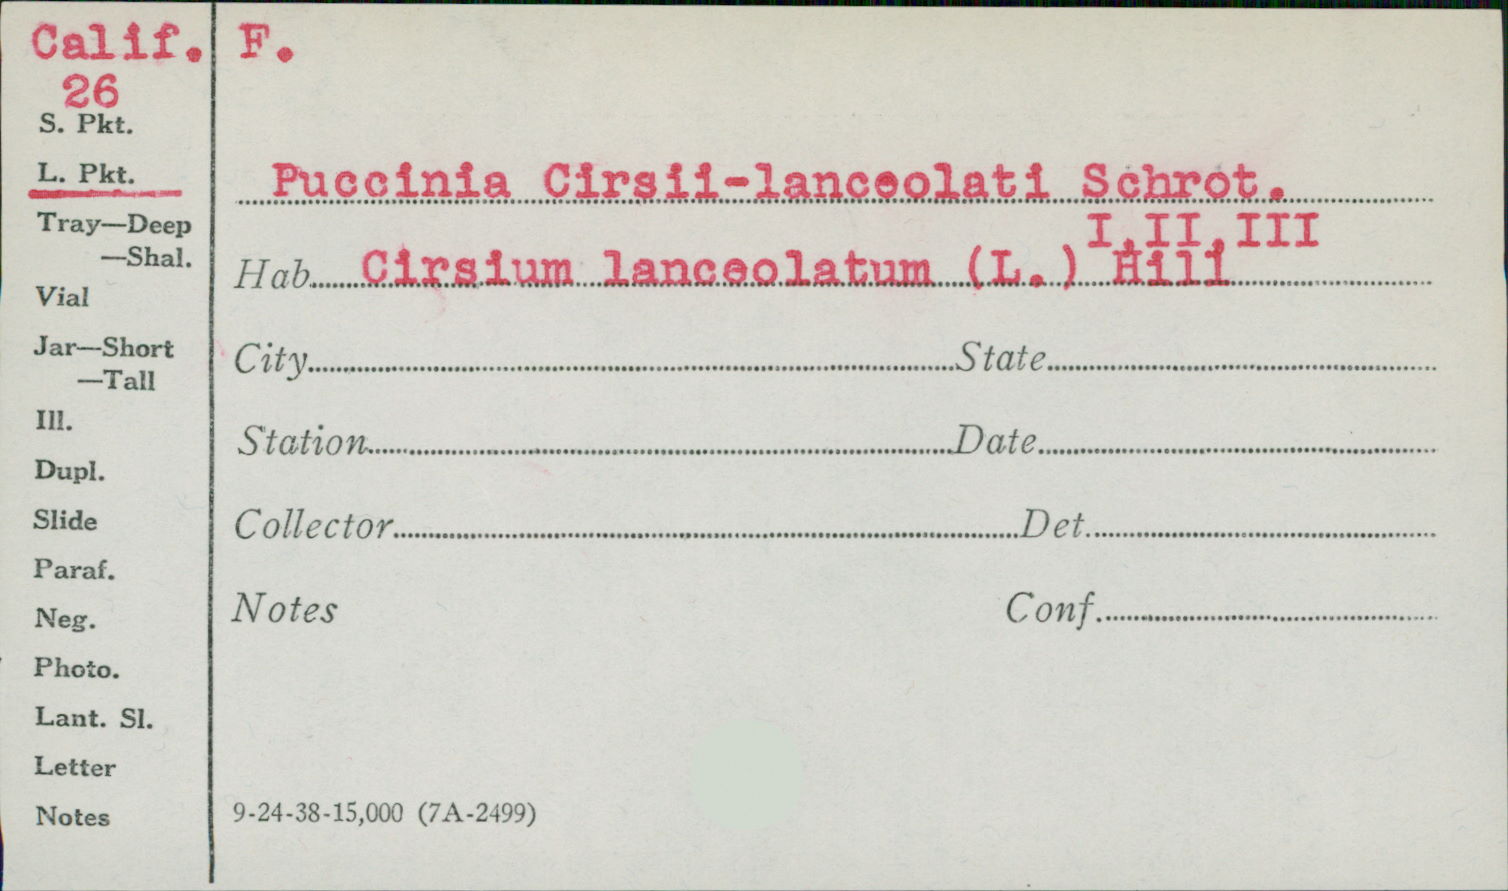 Calif. F.
26
S. Pkt.
L. Pkt.
Tray—Deep
—Shal.
Vial
Jar—Short
—Tall
Ill.
Dupl.
Slide
Paraf.
Neg.
Photo.
Lant. Sl.
Letter
Notes
Puccinia Cirsii-lanceolati Schrot.
I,II,III
Hab. Cirsium lanceolatum (L.) Hill
City State
Station Date
Collector Det.
Notes Conf.
9-24-38-15,000 (7A-2499)